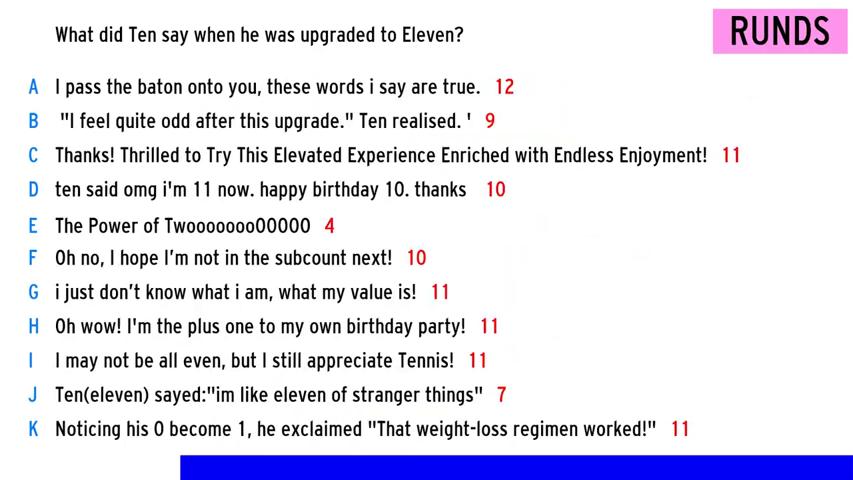 What did Ten say when he was upgraded to Eleven?
RUNDS
A I pass the baton onto you, these words i say are true. 12
B "I feel quite odd after this upgrade." Ten realised. ' 9
C Thanks! Thrilled to Try This Elevated Experience Enriched with Endless Enjoyment! 11
D ten said omg i'm 11 now. happy birthday 10. thanks 10
E The Power of Twooooooo00000 4
F Oh no, I hope I'm not in the subcount next! 10
G i just don't know what i am, what my value is! 11
H Oh wow! I'm the plus one to my own birthday party! 11
I I may not be all even, but I still appreciate Tennis! 11
J Ten(eleven) sayed:"im like eleven of stranger things" 7
K Noticing his 0 become 1, he exclaimed "That weight-loss regimen worked!" 11